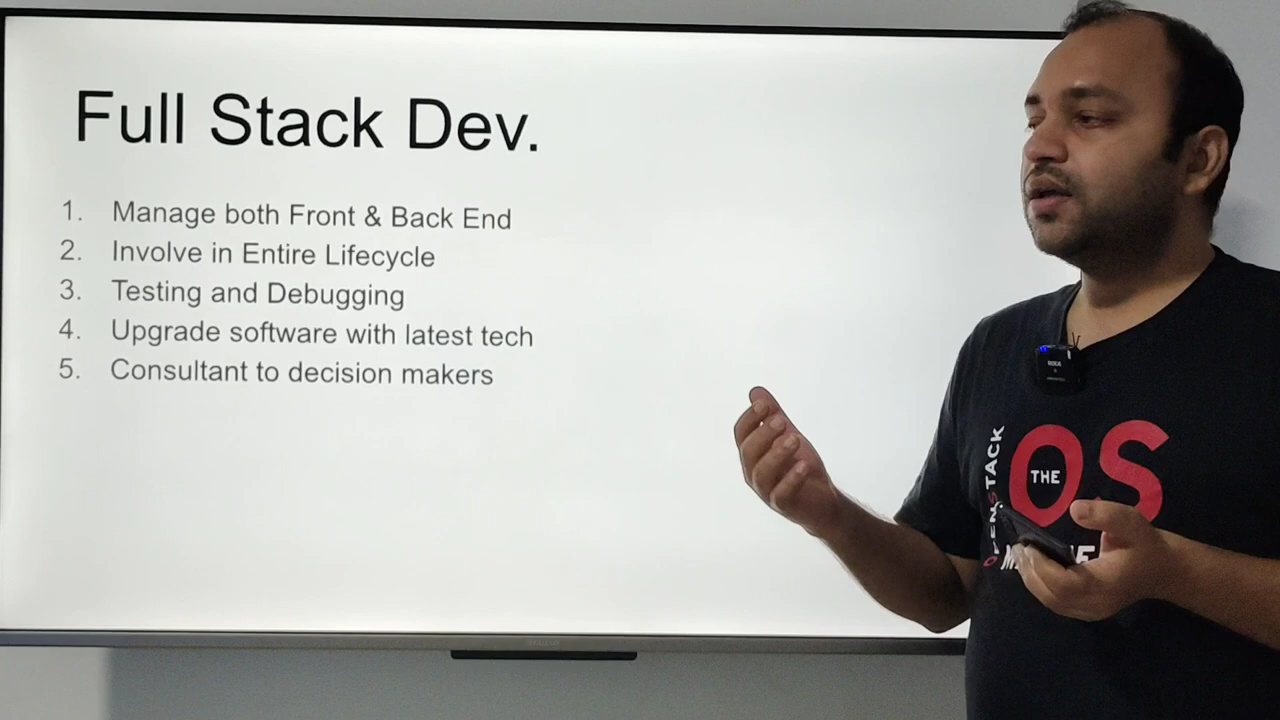 Full Stack Dev.
1. Manage both Front & Back End
2. Involve in Entire Lifecycle
3. Testing and Debugging
4. Upgrade software with latest tech
5. Consultant to decision makers
THE
OS